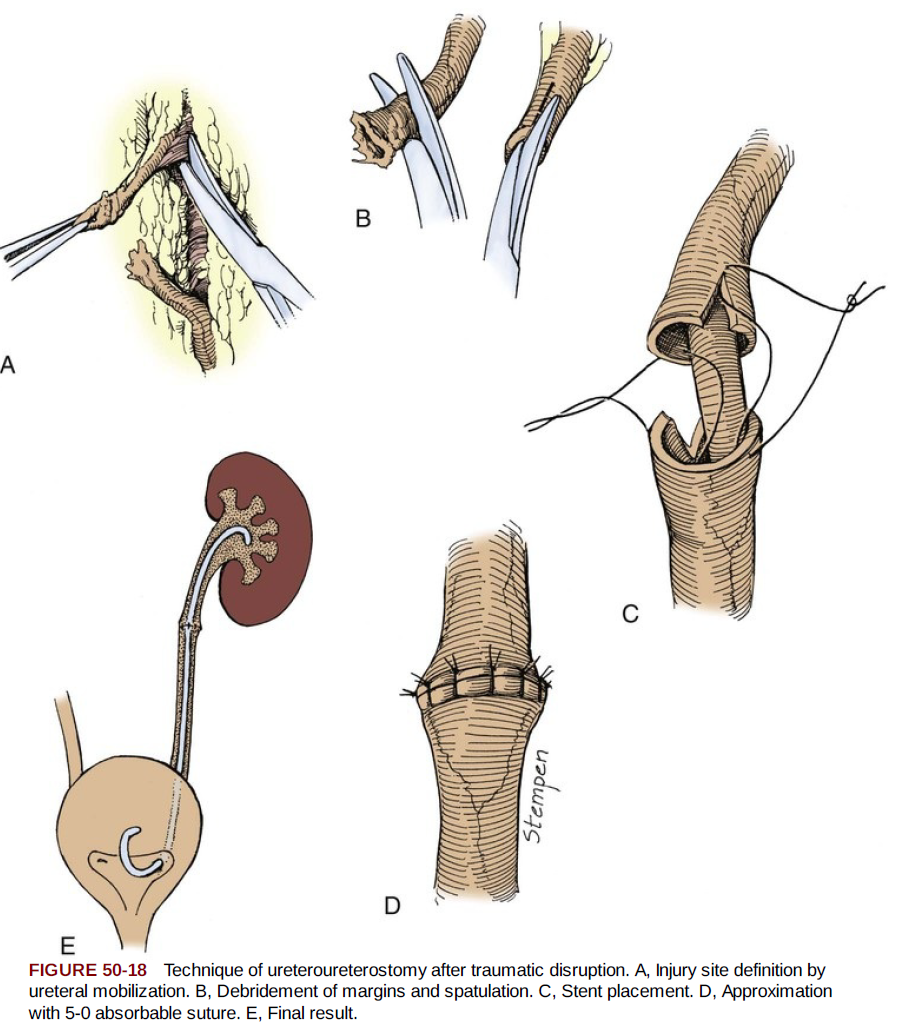 A
B
C
Stempen
D
E
FIGURE 50-18 Technique of ureteroureterostomy after traumatic disruption. A, Injury site definition by
ureteral mobilization. B, Debridement of margins and spatulation. C, Stent placement. D, Approximation
with 5-0 absorbable suture. E, Final result.